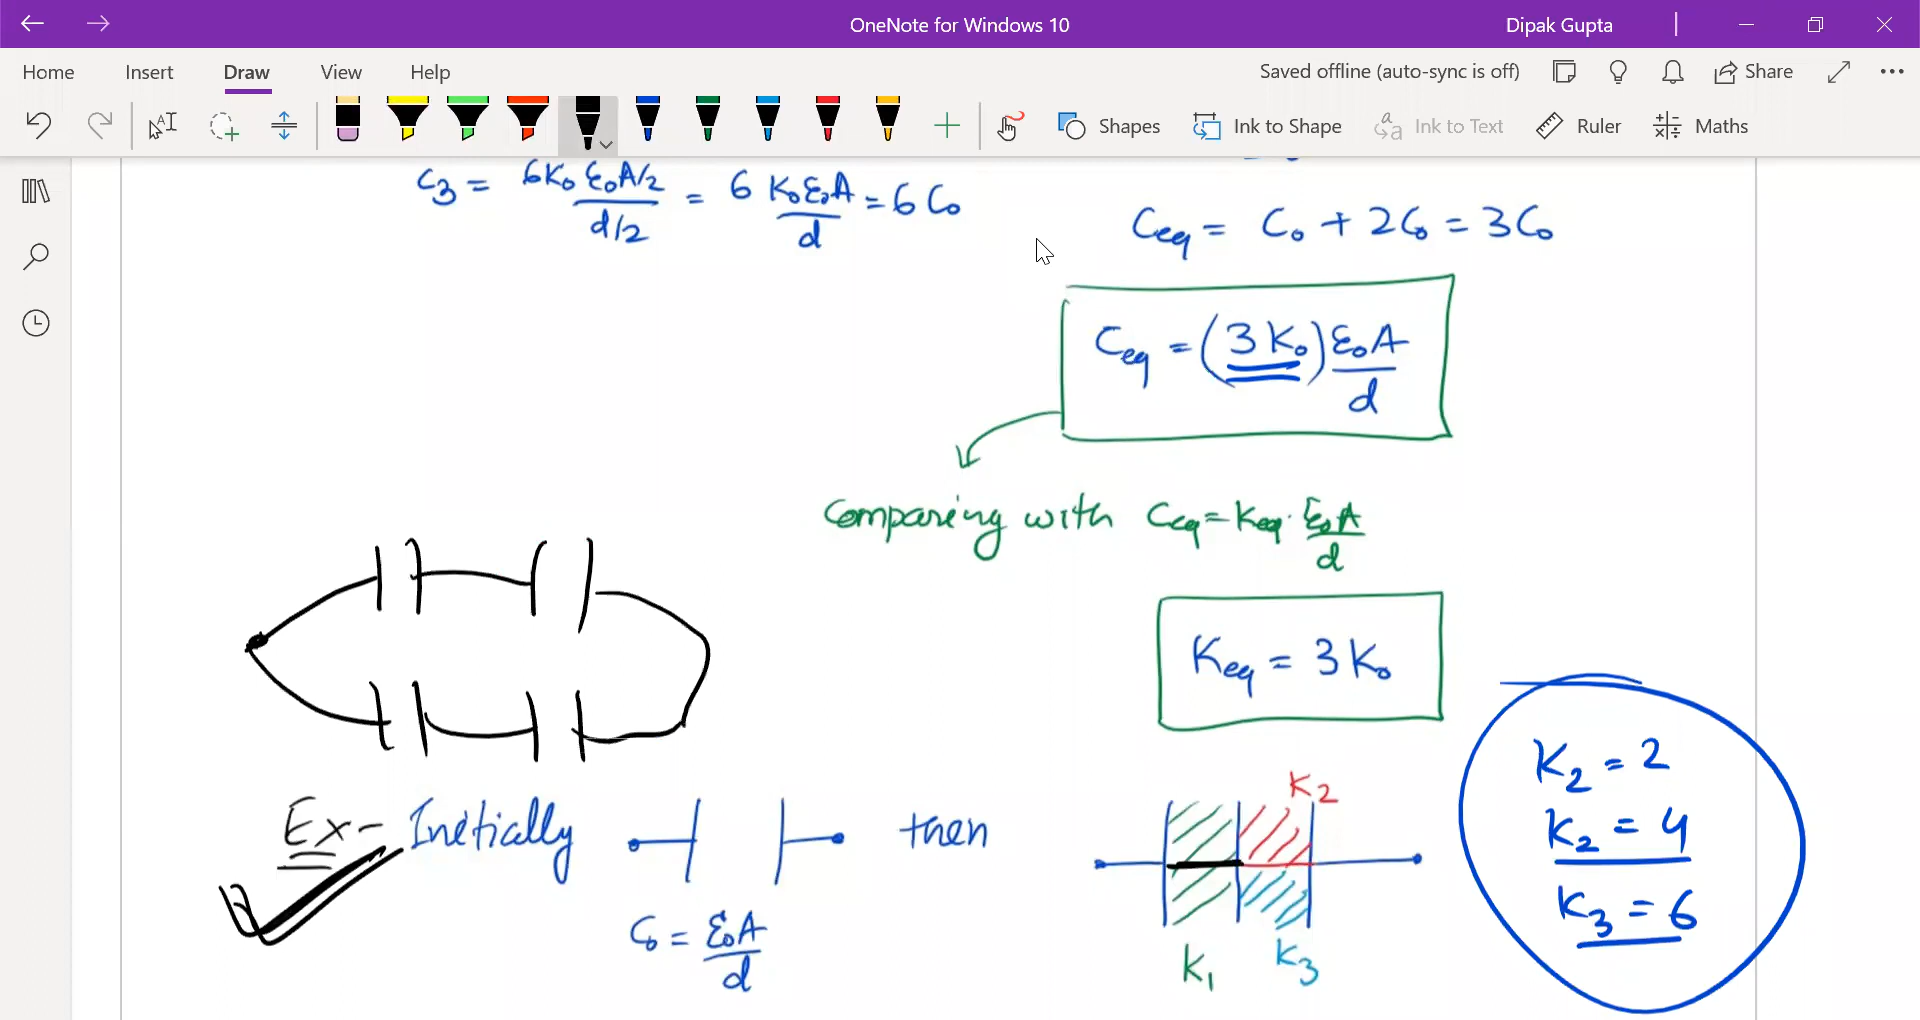 OneNote for Windows 10
Dipak Gupta
Home Insert Draw View Help
Saved offline (auto-sync is off)
Share
Shapes
Ink to Shape
Ink to Text
Ruler
Maths
C₃ = 6K₀ ε₀A/2 / d/2 = 6 K₀ε₀A / d = 6 C₀
Ceq = C₀ + 2C₀ = 3C₀
Ceq = (3K₀) ε₀A / d
Comparing with Ceq = Keq · ε₀A / d
Keq = 3K₀
K₂ = 2
K₂ = 4
K₃ = 6
Ex- Initially then
C₀ = ε₀A / d
K₂
K₁
K₃